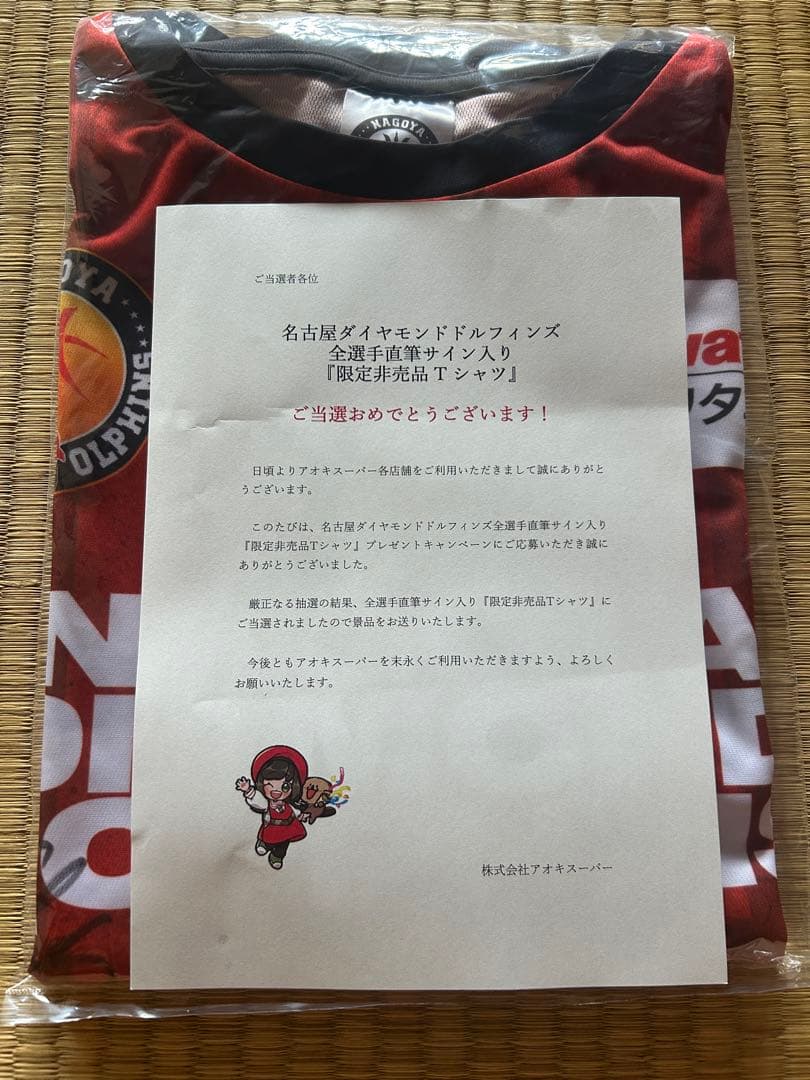 NAGOYA
ご当選者各位
名古屋ダイヤモンドドルフィンズ
全選手直筆サイン入り
『限定非売品Tシャツ』
ご当選おめでとうございます！
日頃よりアオキスーパー各店舗をご利用いただきまして誠にありがと
うございます。
このたびは、名古屋ダイヤモンドドルフィンズ全選手直筆サイン入り
『限定非売品Tシャツ』プレゼントキャンペーンにご応募いただき誠に
ありがとうございました。
厳正なる抽選の結果、全選手直筆サイン入り『限定非売品Tシャツ』に
ご当選されましたので景品をお送りいたします。
今後ともアオキスーパーを末永くご利用いただきますよう、よろしく
お願いいたします。
株式会社アオキスーパー
OYA
OLPHINS